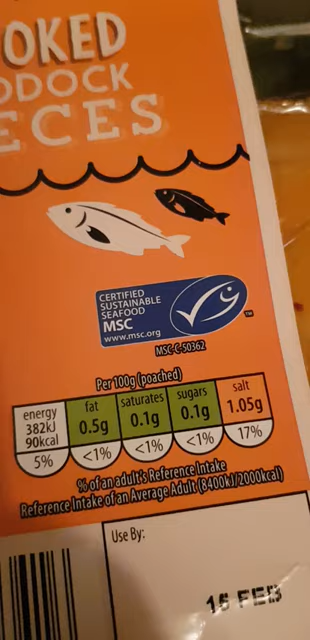 OKED
DDOCK
ECES
CERTIFIED
SUSTAINABLE
SEAFOOD
MSC
www.msc.org
TM
MSC-C-50362
Per 100g (poached)
energy
382kJ
90kcal
5%
fat
0.5g
<1%
saturates
0.1g
<1%
sugars
0.1g
<1%
salt
1.05g
17%
% of an adult's Reference Intake
Reference Intake of an Average Adult (8400kJ/2000kcal)
Use By:
FEB